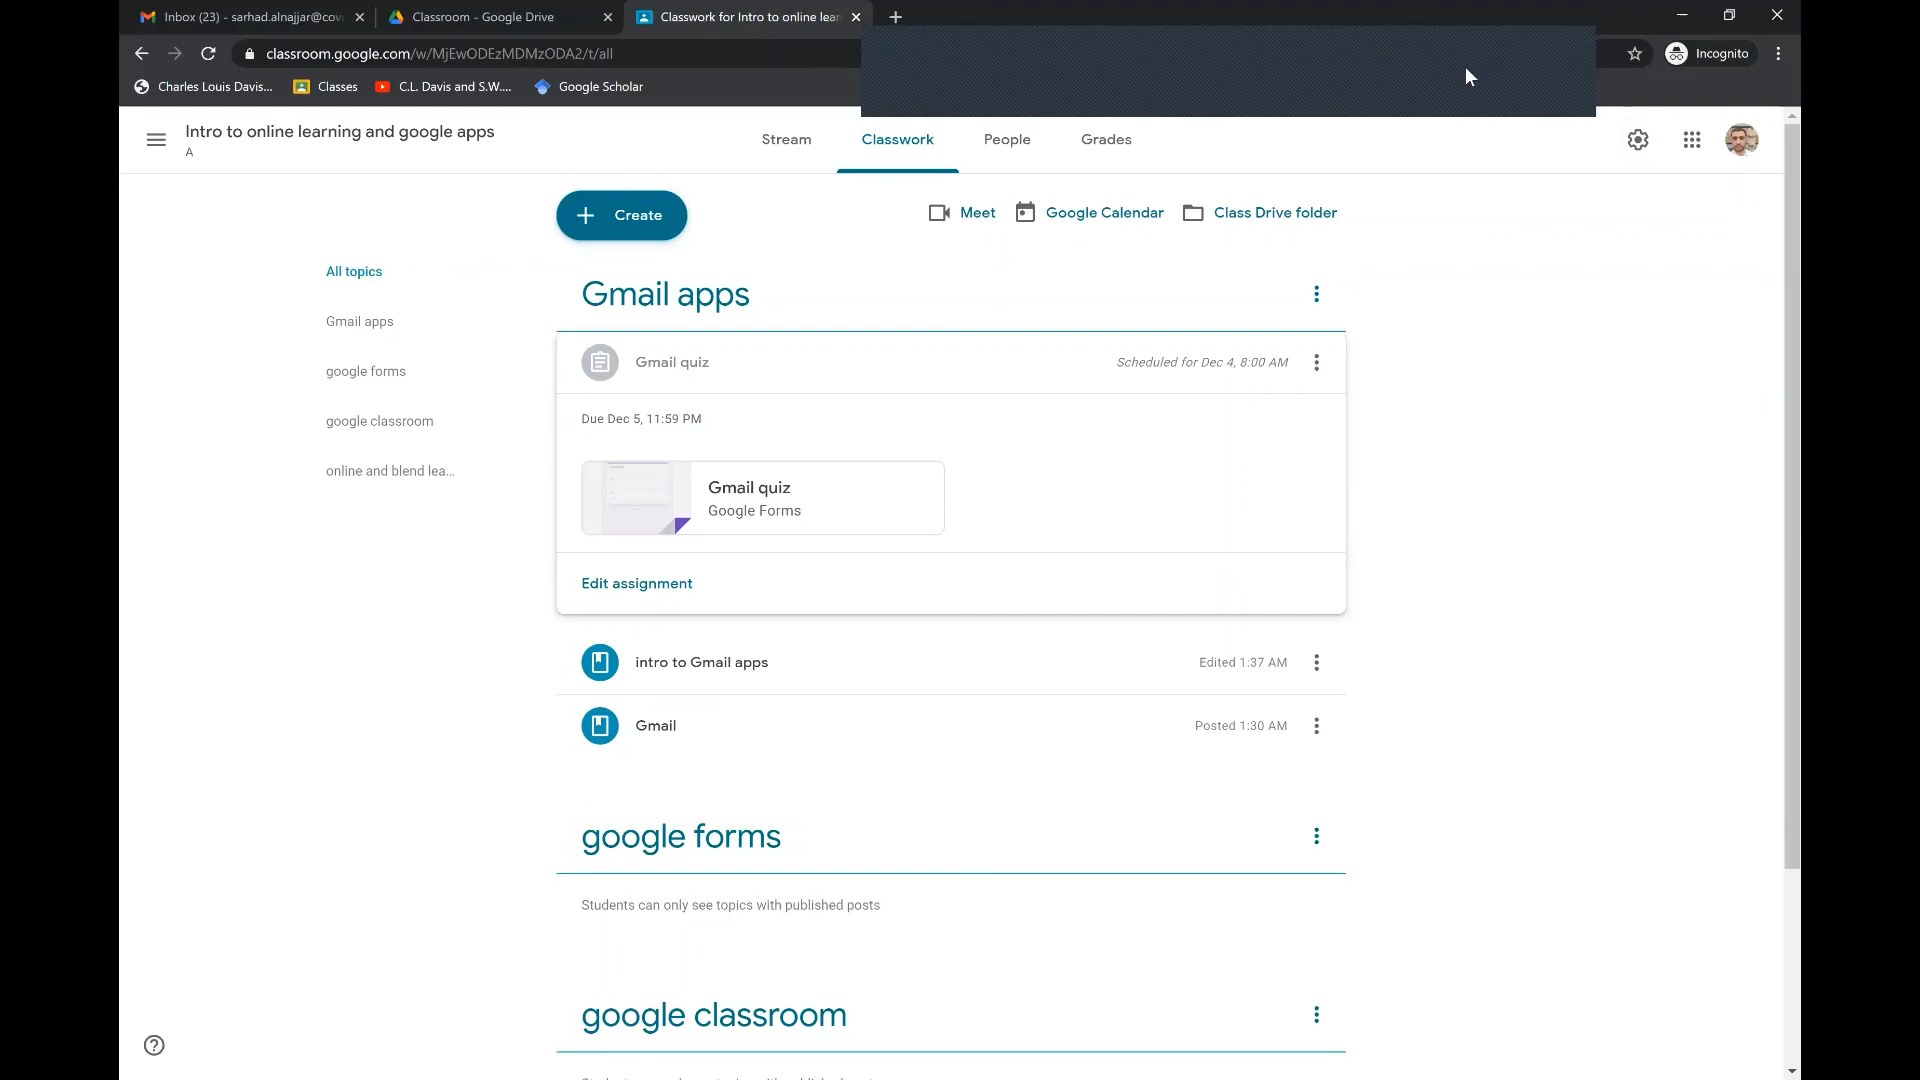 Inbox (23) - sarhad.alnajjar@cov
Classroom - Google Drive
Classwork for Intro to online lear
classroom.google.com/w/MjEwODEzMDMzODA2/t/all
Incognito
Charles Louis Davis...
Classes
C.L. Davis and S.W....
Google Scholar
Intro to online learning and google apps
A
Stream
Classwork
People
Grades
Create
Meet
Google Calendar
Class Drive folder
All topics
Gmail apps
google forms
google classroom
online and blend lea...
Gmail apps
Gmail quiz
Scheduled for Dec 4, 8:00 AM
Due Dec 5, 11:59 PM
Gmail quiz
Google Forms
Edit assignment
intro to Gmail apps
Edited 1:37 AM
Gmail
Posted 1:30 AM
google forms
Students can only see topics with published posts
google classroom